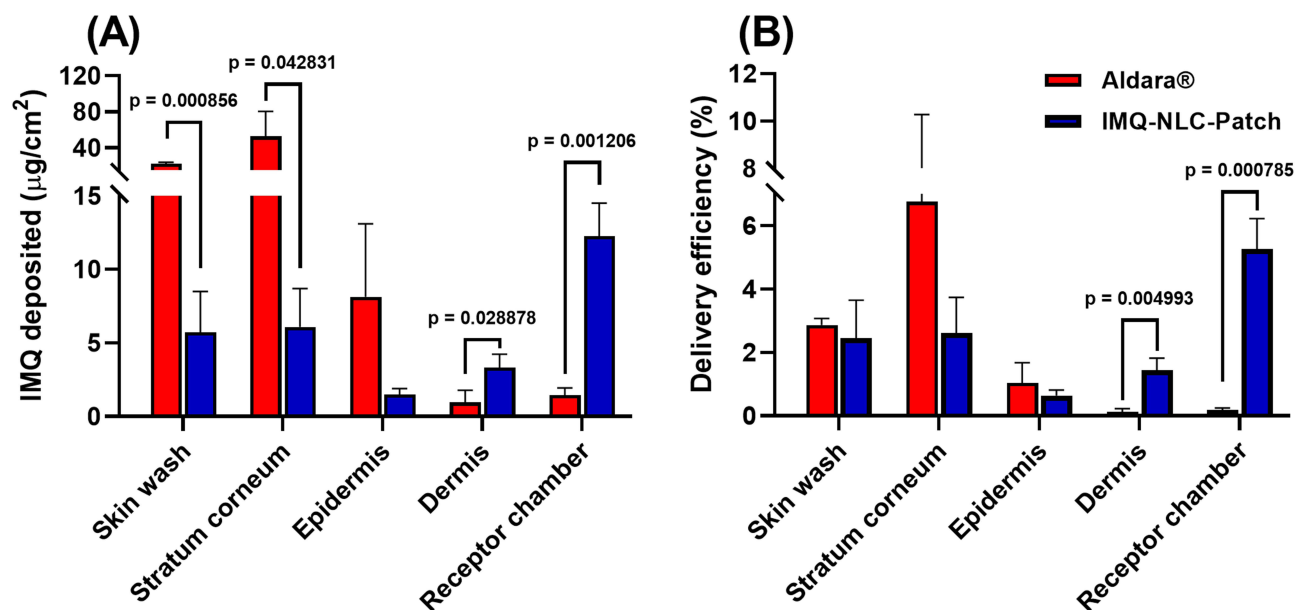 (A)
IMQ deposited (μg/cm²)
120
80
40
15
10
5
0
p = 0.000856
p = 0.042831
p = 0.028878
p = 0.001206
Skin wash
Stratum corneum
Epidermis
Dermis
Receptor chamber
(B)
Delivery efficiency (%)
12
10
8
6
4
2
0
Aldara®
IMQ-NLC-Patch
p = 0.004993
p = 0.000785
Skin wash
Stratum corneum
Epidermis
Dermis
Receptor chamber